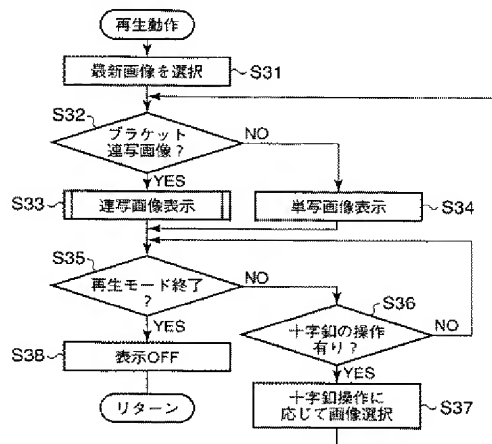 再生動作
最新画像を選択
S31
S32
ブラケット
連写画像？
NO
YES
S33
連写画像表示
単写画像表示
S34
S35
再生モード終了
？
NO
YES
S36
十字釦の操作
有り？
NO
YES
S38
表示OFF
リターン
十字釦操作に
応じて画像選択
S37